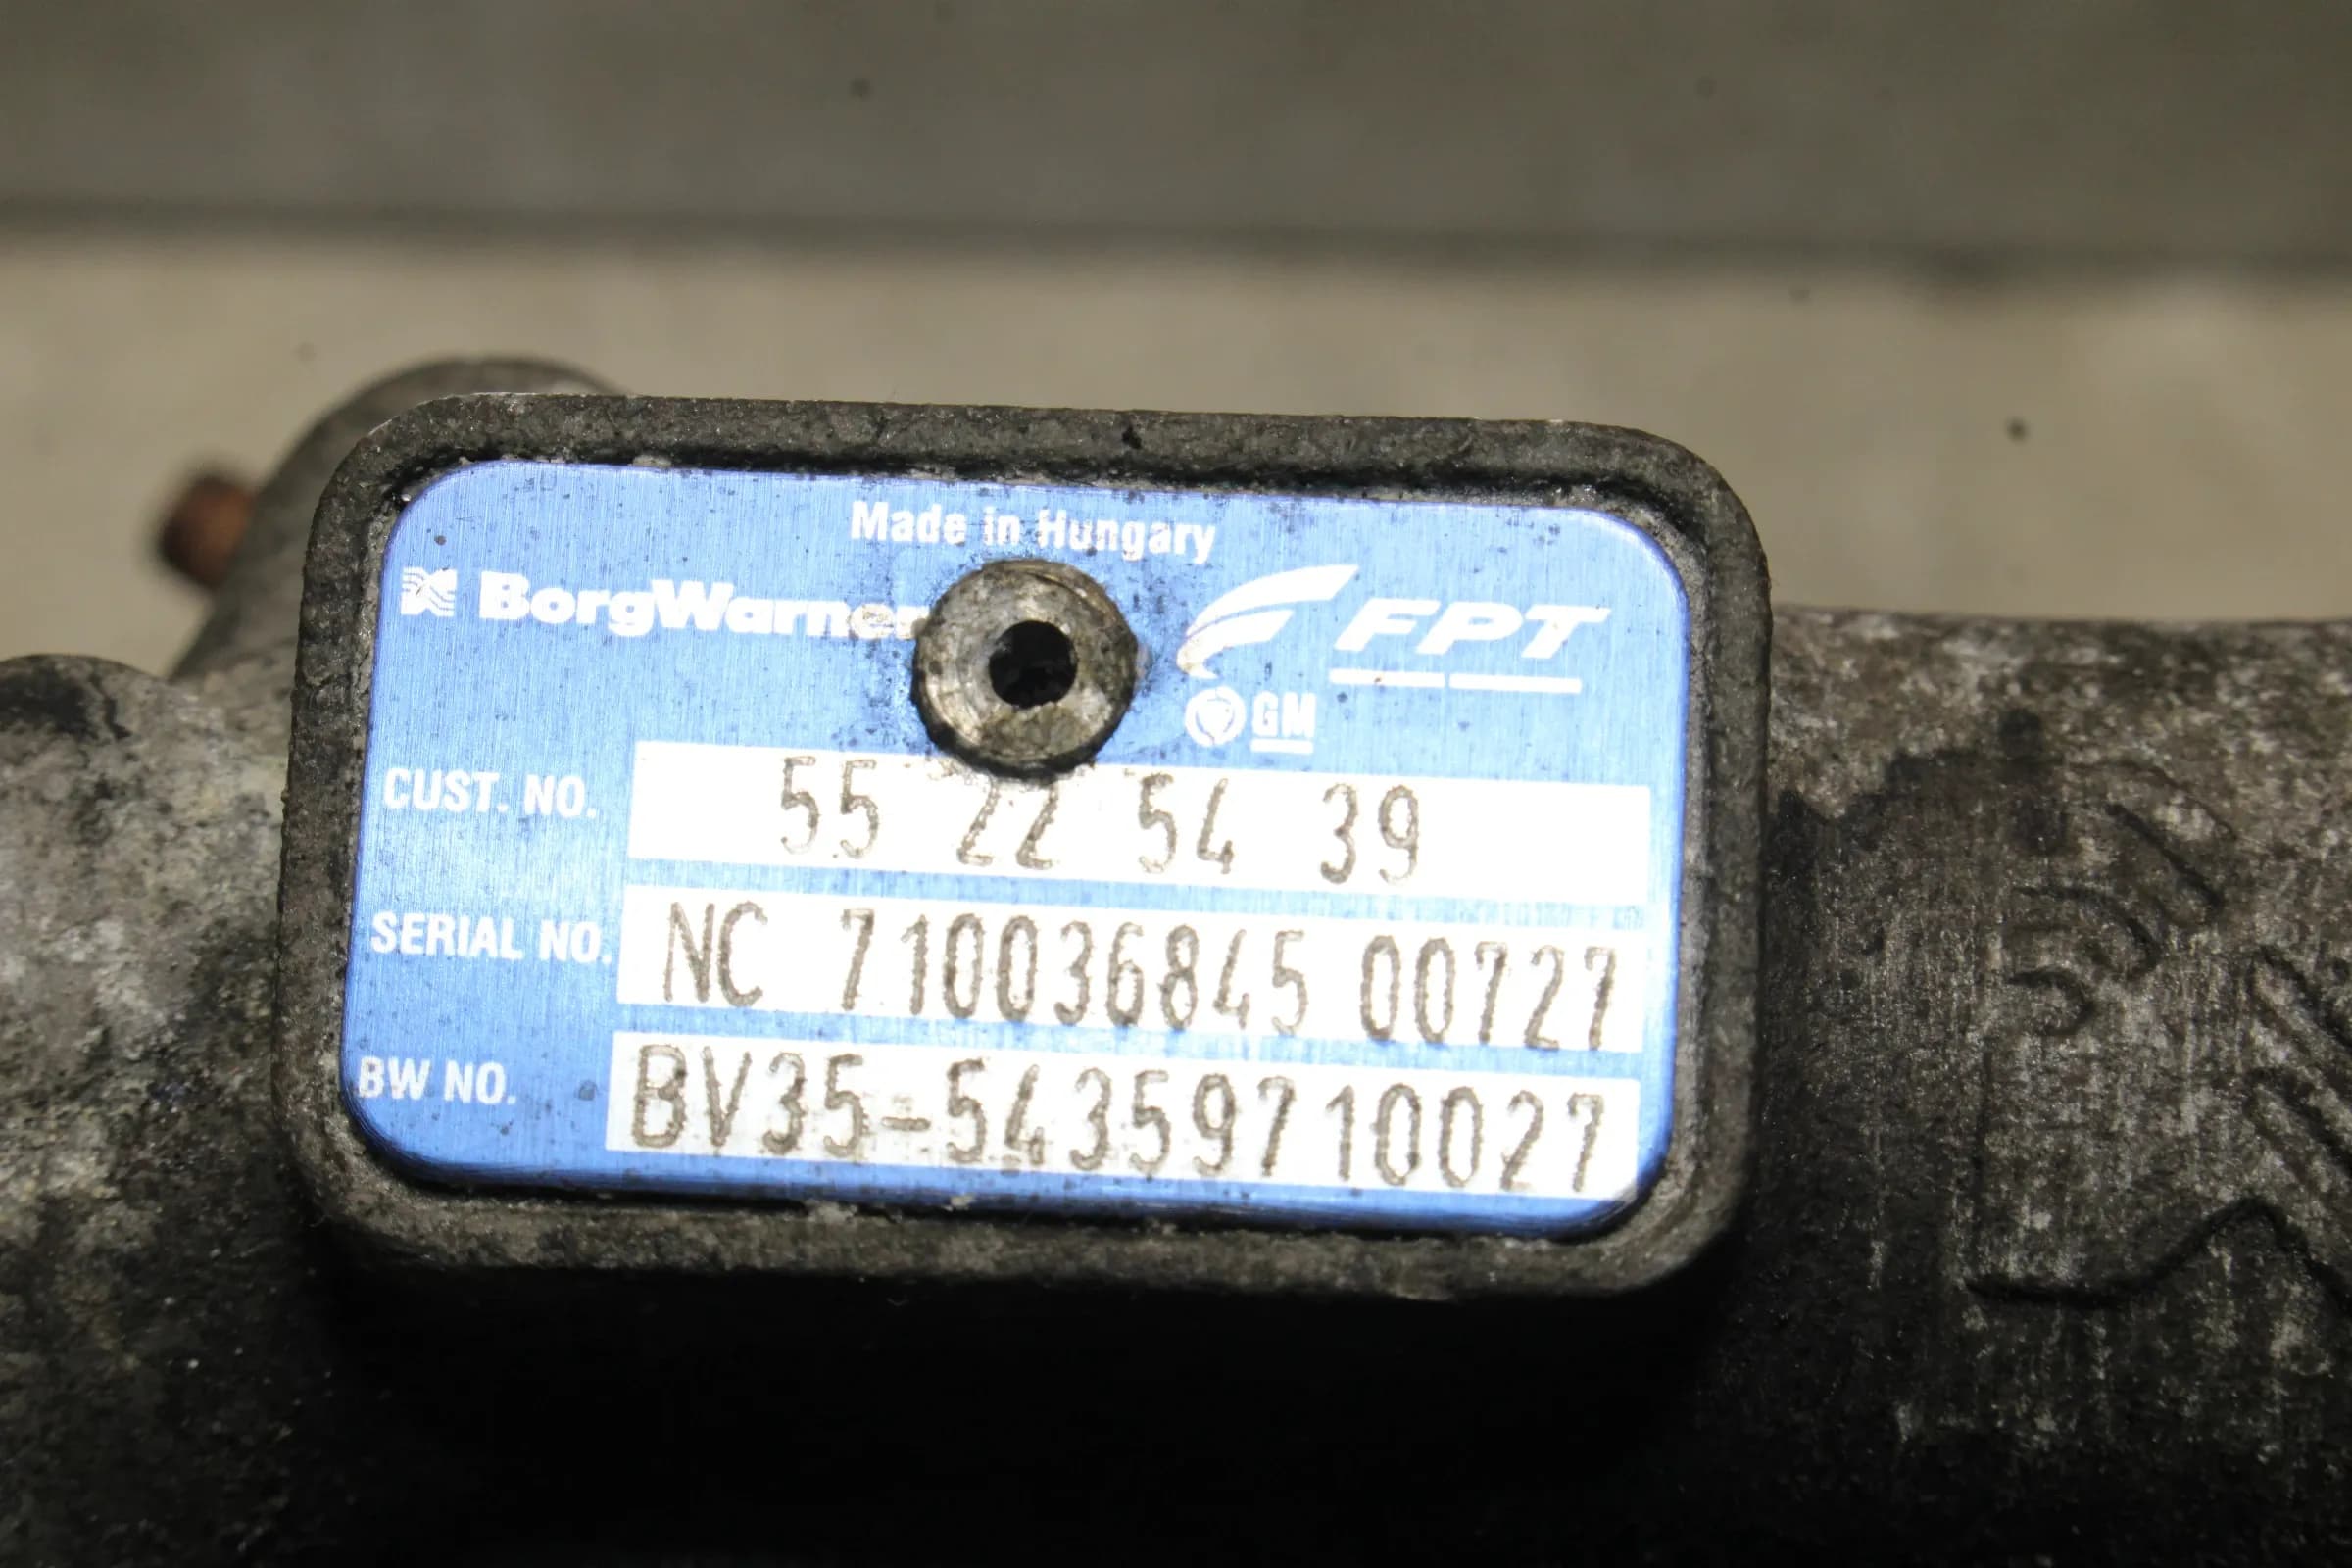 Made in Hungary
BorgWarner FPT
GM
CUST. NO. 55 22 54 39
SERIAL NO. NC 710036845 00727
BW NO. BV35-54359710027